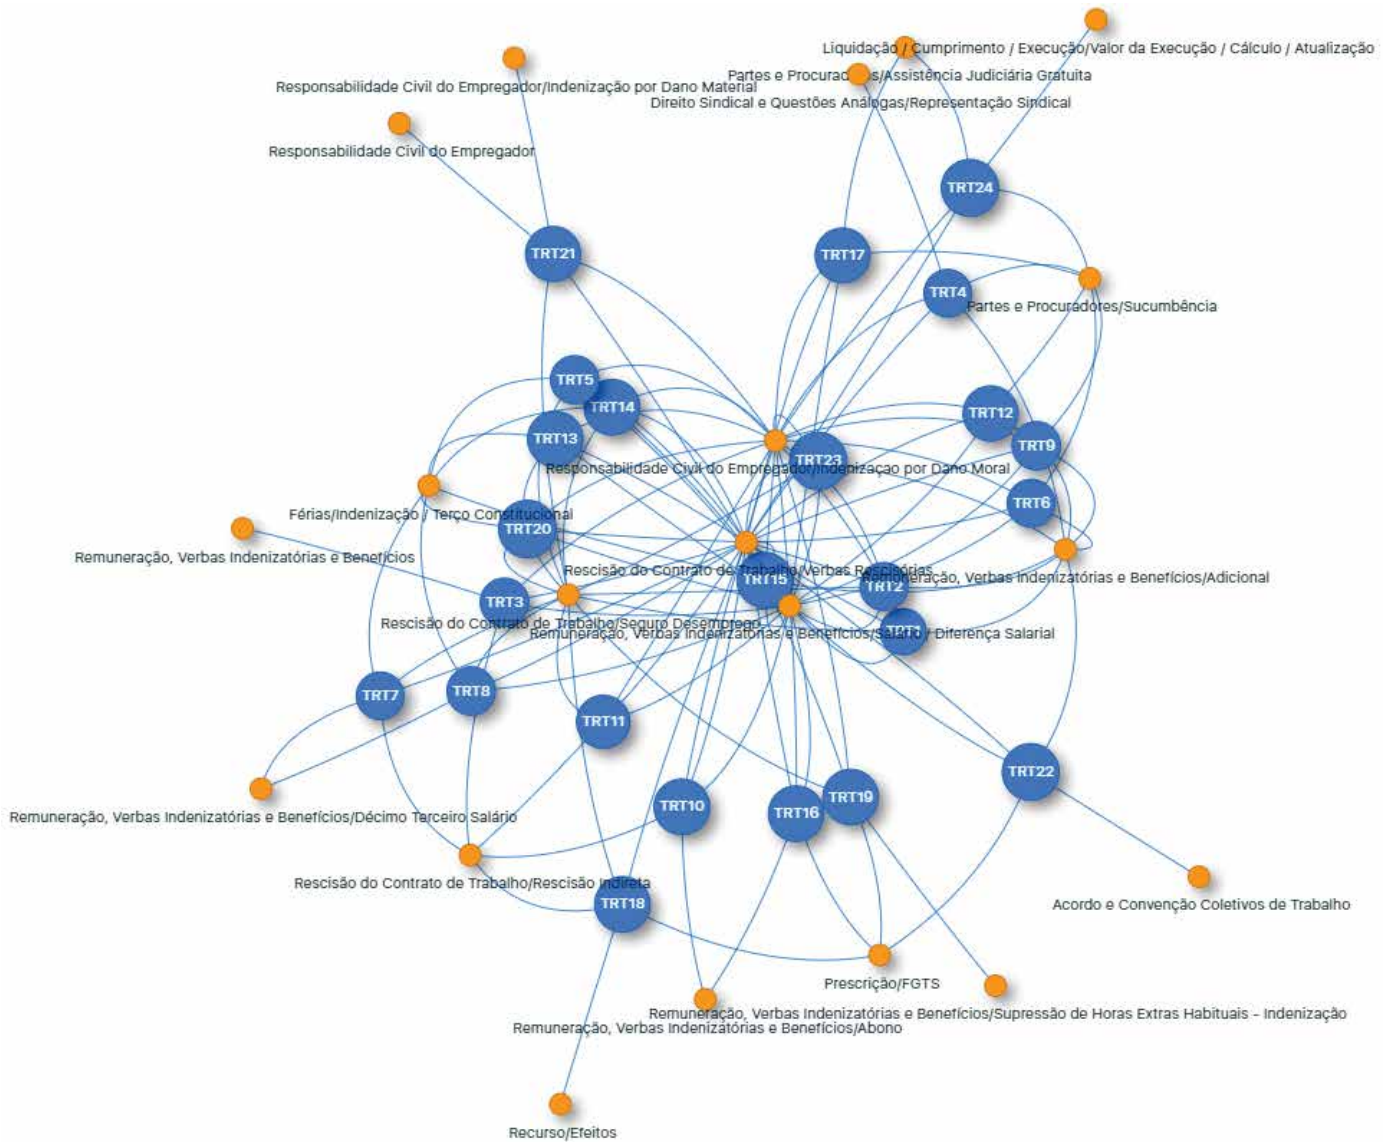 Liquidação / Cumprimento / Execução/Valor da Execução / Cálculo / Atualização
Partes e Procuradores/Assistência Judiciária Gratuita
Responsabilidade Civil do Empregador/Indenização por Dano Material
Direito Sindical e Questões Análogas/Representação Sindical
Responsabilidade Civil do Empregador
TRT24
TRT21
TRT17
TRT4
Partes e Procuradores/Sucumbência
TRT5
TRT14
TRT12
TRT13
TRT9
TRT23
Responsabilidade Civil do Empregador/Indenização por Dano Moral
TRT6
Férias/Indenização / Terço Constitucional
TRT20
Remuneração, Verbas Indenizatórias e Benefícios
Rescisão do Contrato de Trabalho/Verbas Rescisórias
TRT15
Remuneração, Verbas Indenizatórias e Benefícios/Adicional
TRT2
TRT3
Rescisão do Contrato de Trabalho/Seguro Desemprego
Remuneração, Verbas Indenizatórias e Benefícios/Salário / Diferença Salarial
TRT7
TRT8
TRT11
TRT22
TRT10
TRT19
TRT16
Remuneração, Verbas Indenizatórias e Benefícios/Décimo Terceiro Salário
Rescisão do Contrato de Trabalho/Rescisão Indireta
TRT18
Acordo e Convenção Coletivos de Trabalho
Prescrição/FGTS
Remuneração, Verbas Indenizatórias e Benefícios/Supressão de Horas Extras Habituais - Indenização
Remuneração, Verbas Indenizatórias e Benefícios/Abono
Recurso/Efeitos